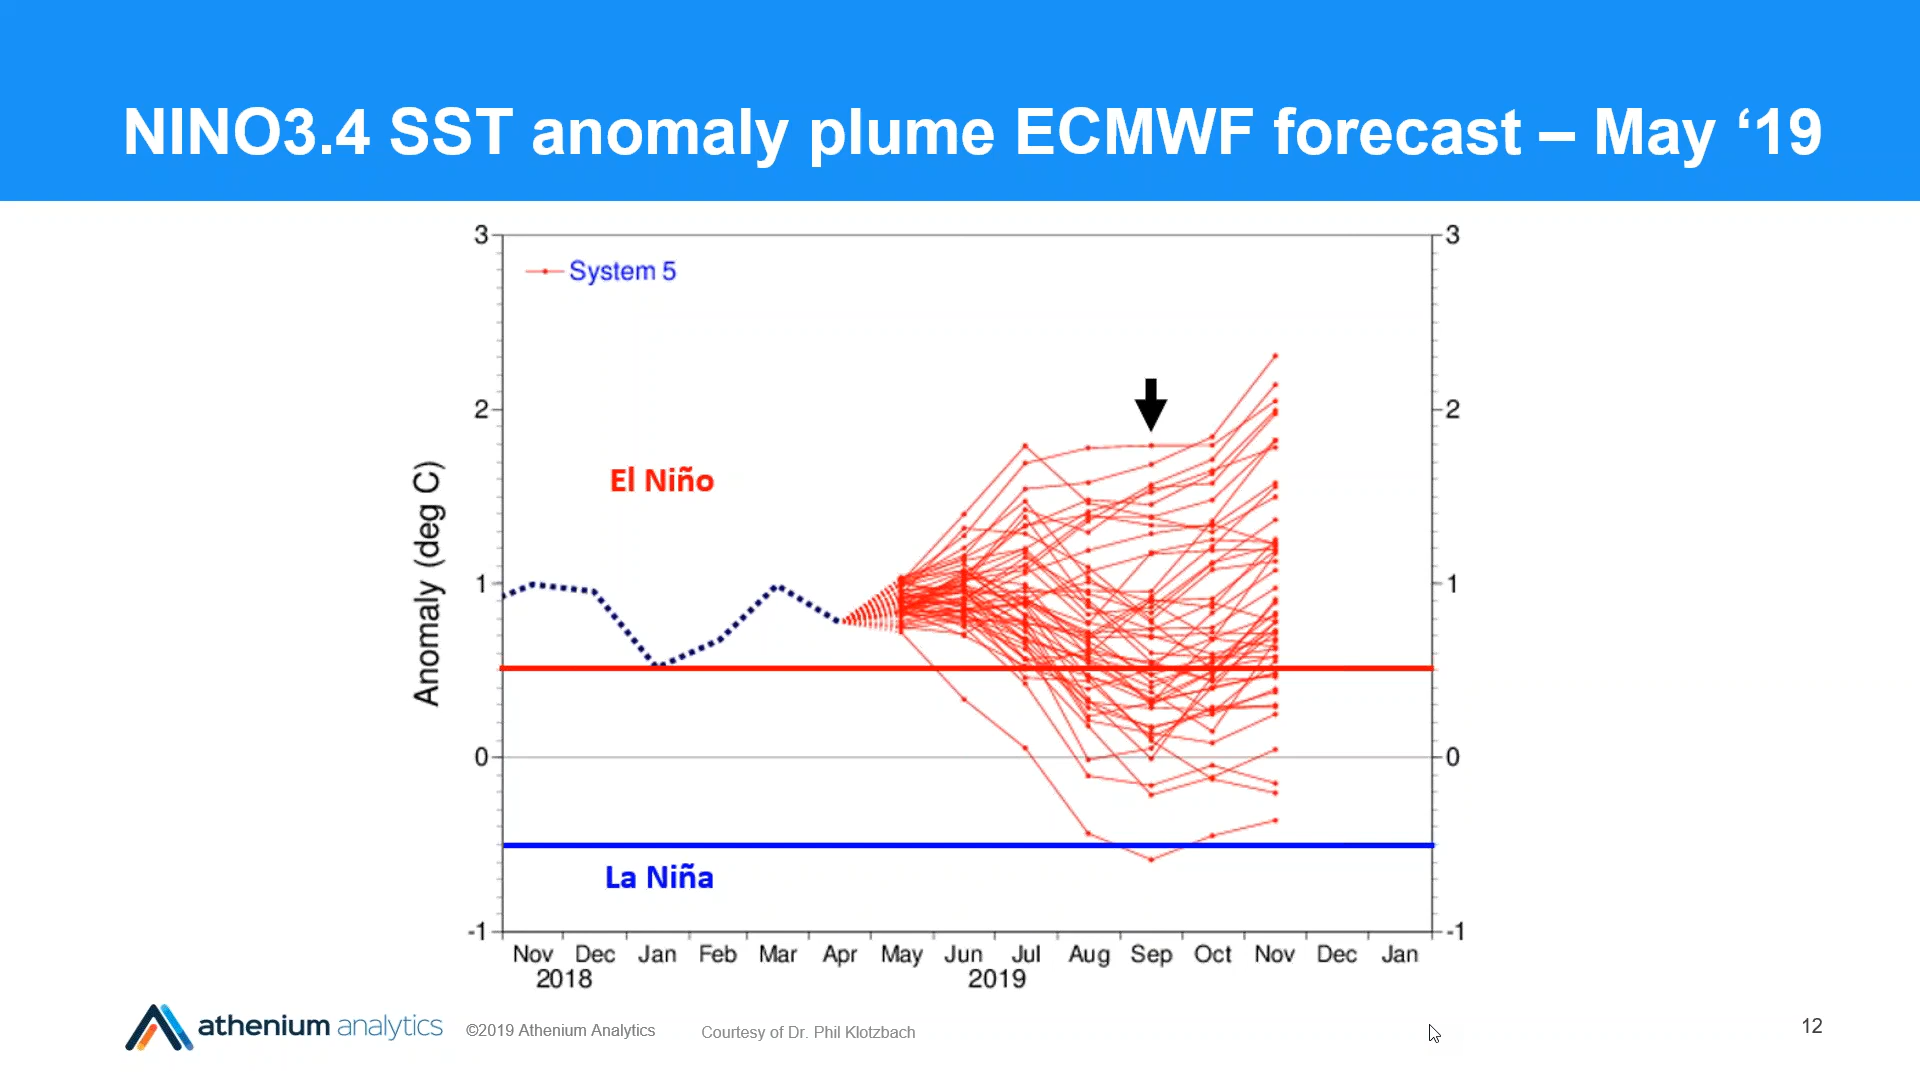 NINO3.4 SST anomaly plume ECMWF forecast – May ‘19
3
3
System 5
2
2
El Niño
Anomaly (deg C)
1
1
0
0
La Niña
-1
-1
Nov Dec Jan Feb Mar Apr May Jun Jul Aug Sep Oct Nov Dec Jan
2018 2019
athenium analytics ©2019 Athenium Analytics Courtesy of Dr. Phil Klotzbach 12